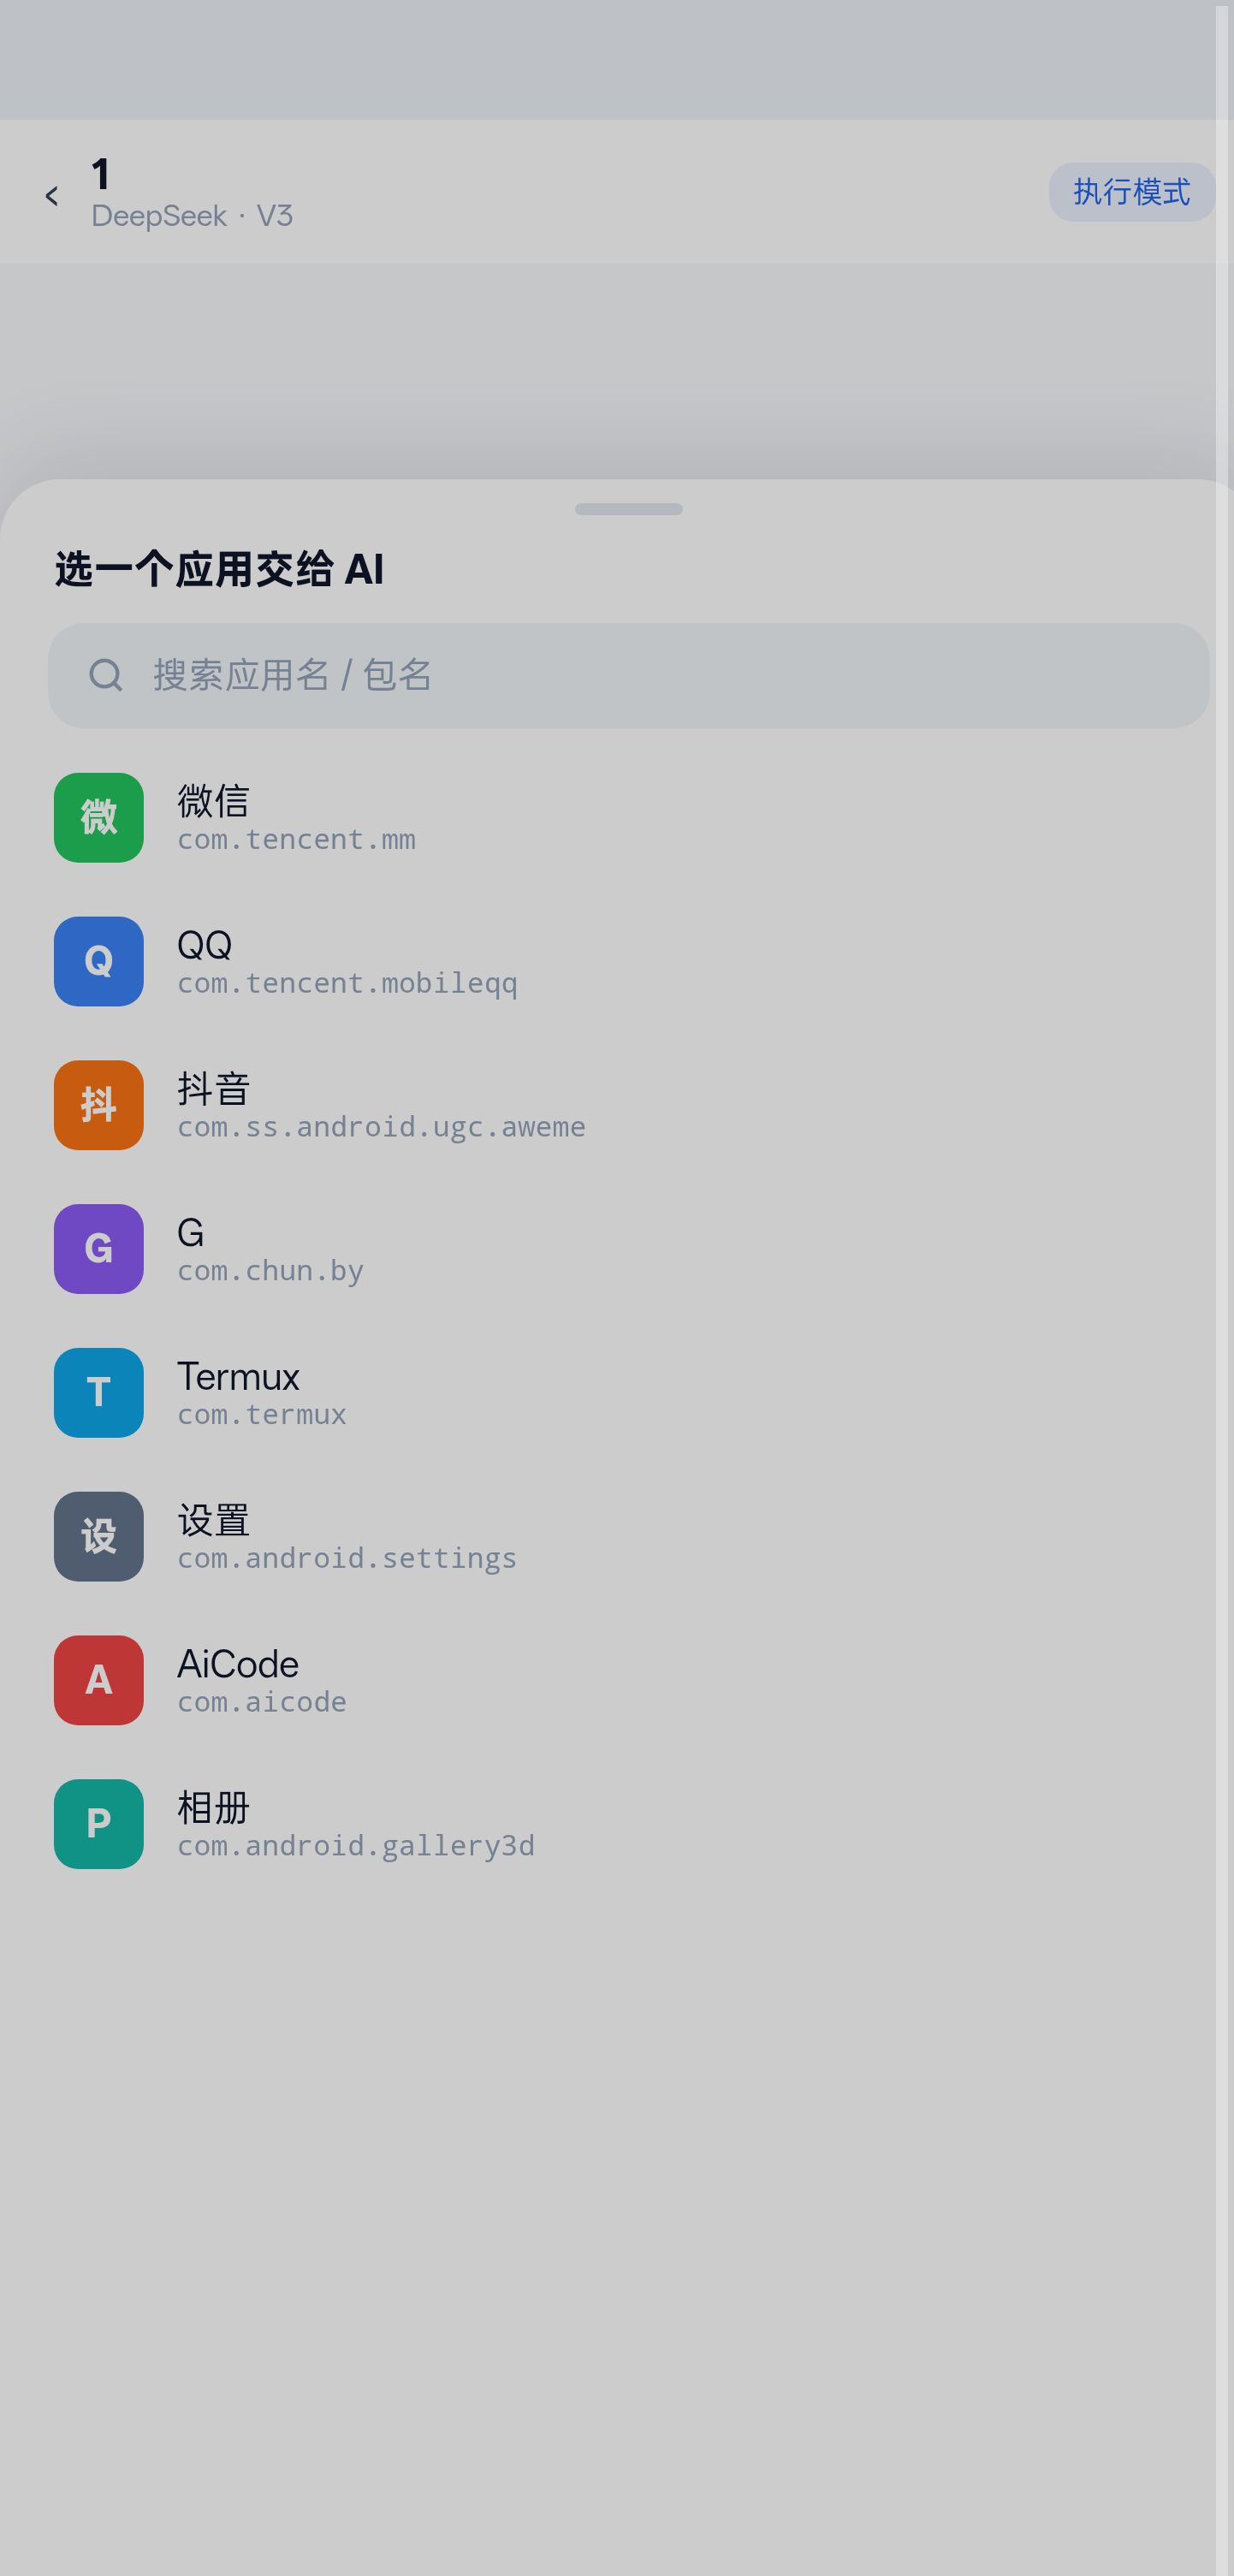 1
DeepSeek · V3
执行模式
选一个应用交给 AI
搜索应用名 / 包名
微
微信
com.tencent.mm
Q
QQ
com.tencent.mobileqq
抖
抖音
com.ss.android.ugc.aweme
G
G
com.chun.by
T
Termux
com.termux
设
设置
com.android.settings
A
AiCode
com.aicode
P
相册
com.android.gallery3d